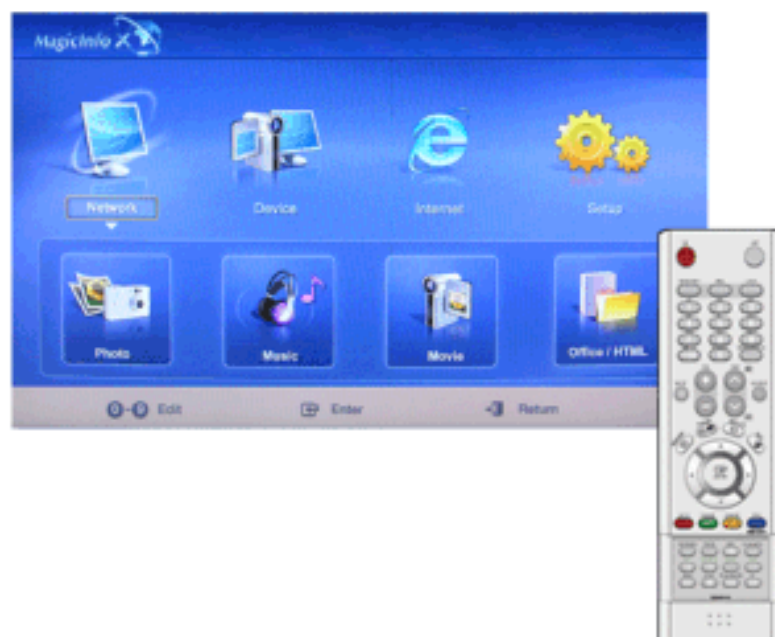 MagicInfo X
Network Device Internet Setup
Photo Music Movie Office / HTML
Edit Enter Return